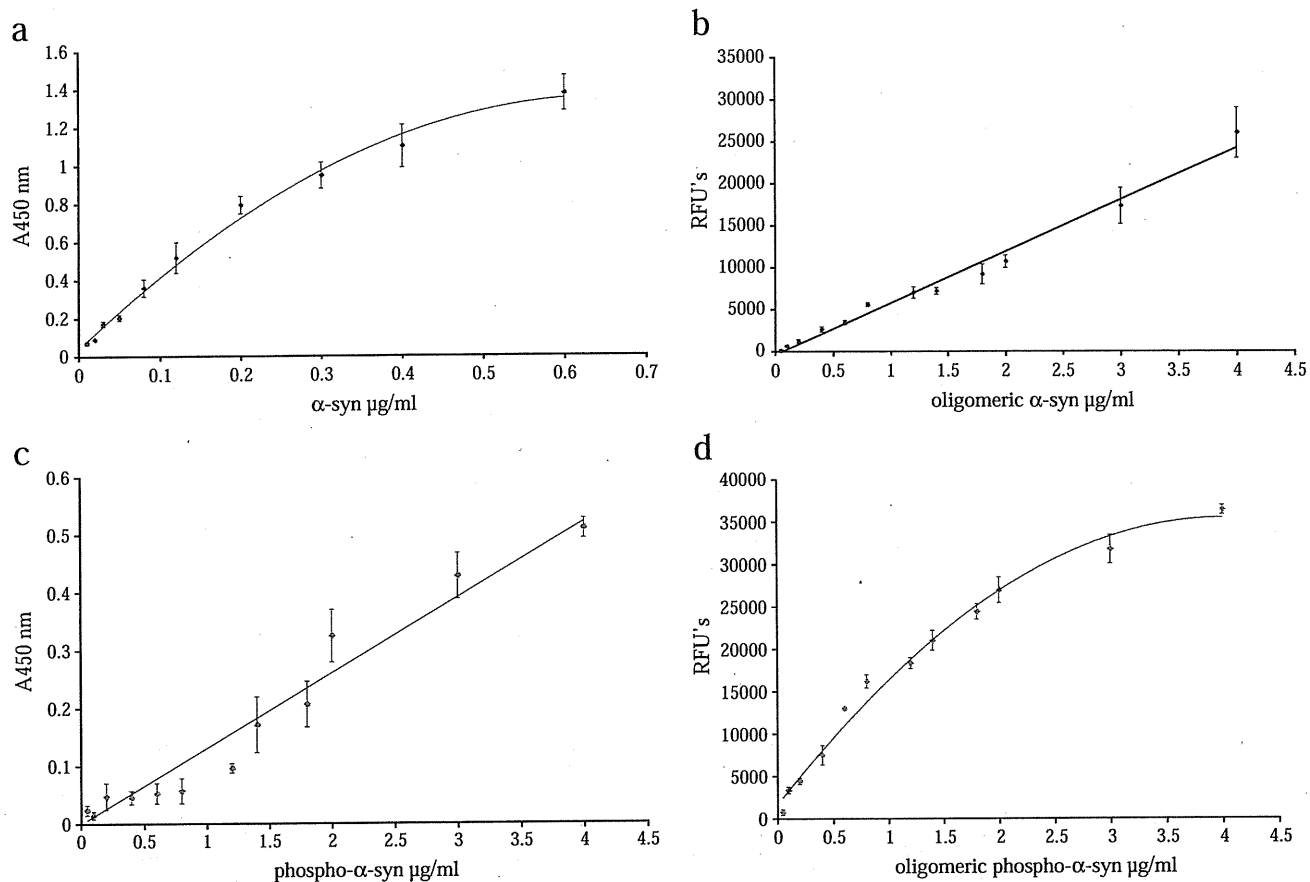 a
1.6
1.4
1.2
1
0.8
0.6
0.4
0.2
0
A450 nm
0 0.1 0.2 0.3 0.4 0.5 0.6 0.7
α-syn µg/ml
b
35000
30000
25000
20000
15000
10000
5000
0
RFU's
0 0.5 1 1.5 2 2.5 3 3.5 4 4.5
oligomeric α-syn µg/ml
c
0.6
0.5
0.4
0.3
0.2
0.1
0
A450 nm
0 0.5 1 1.5 2 2.5 3 3.5 4 4.5
phospho-α-syn µg/ml
d
40000
35000
30000
25000
20000
15000
10000
5000
0
RFU's
0 0.5 1 1.5 2 2.5 3 3.5 4 4.5
oligomeric phospho-α-syn µg/ml